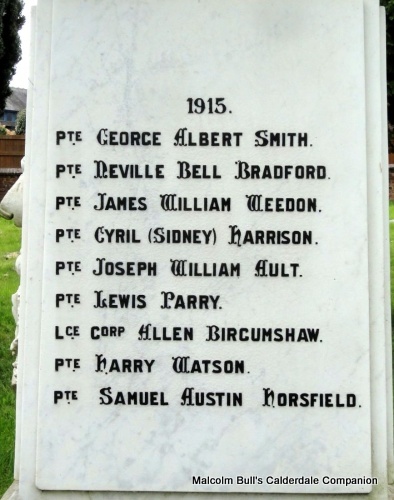 1915.
PTE GEORGE ALBERT SMITH.
PTE NEVILLE BELL BRADFORD.
PTE JAMES WILLIAM WEEDON.
PTE CYRIL (SIDNEY) HARRISON.
PTE JOSEPH WILLIAM AULT.
PTE LEWIS PARRY.
LCE CORP ALLEN BIRCUMSHAW.
PTE HARRY WATSON.
PTE SAMUEL AUSTIN HORSFIELD.
Malcolm Bull's Calderdale Companion